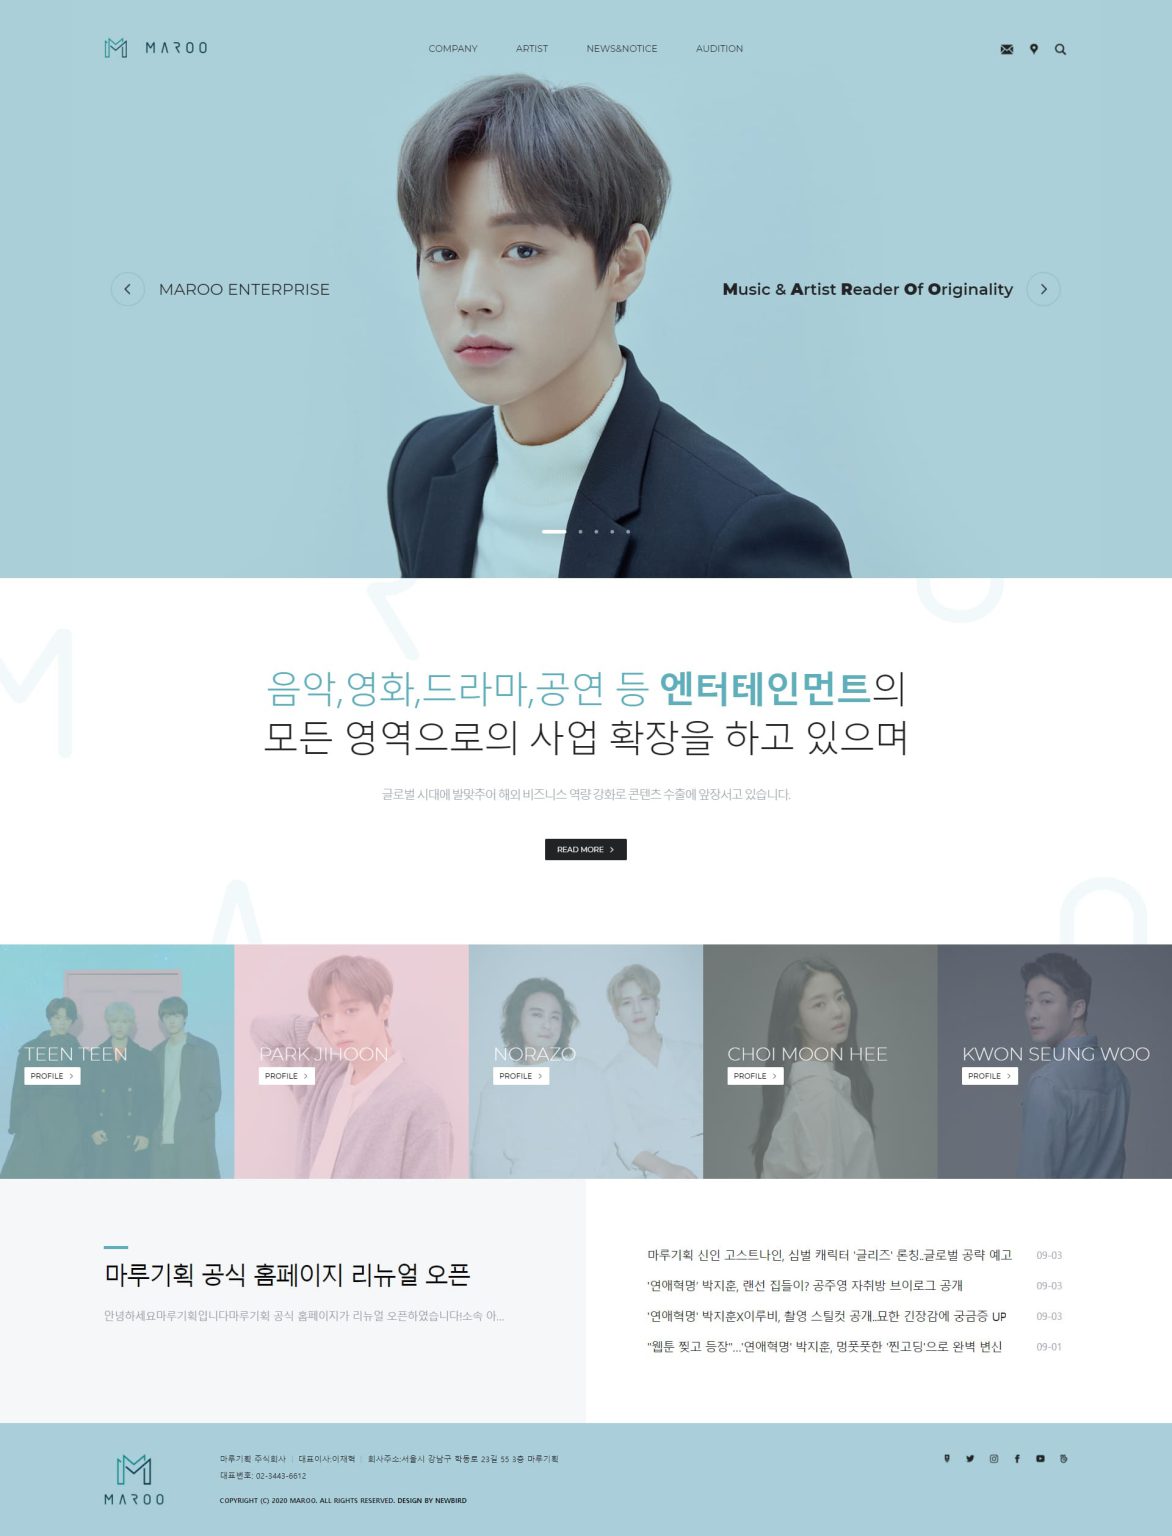 MAROO
COMPANY ARTIST NEWS&NOTICE AUDITION
MAROO ENTERPRISE
Music & Artist Reader Of Originality
음악,영화,드라마,공연 등 엔터테인먼트의
모든 영역으로의 사업 확장을 하고 있으며
글로벌 시대에 발맞추어 해외 비즈니스 역량 강화로 콘텐츠 수출에 앞장서고 있습니다.
READ MORE
TEEN TEEN
PROFILE
PARK JIHOON
PROFILE
NORAZO
PROFILE
CHOI MOON HEE
PROFILE
KWON SEUNG WOO
PROFILE
마루기획 공식 홈페이지 리뉴얼 오픈
안녕하세요마루기획입니다마루기획 공식 홈페이지가 리뉴얼 오픈하였습니다!소속 아...
마루기획 신인 고스트나인, 심벌 캐릭터 '글리즈' 론칭..글로벌 공략 예고 09-03
'연애혁명' 박지훈, 랜선 집들이? 공주영 자취방 브이로그 공개 09-03
'연애혁명' 박지훈X이루비, 촬영 스틸컷 공개..묘한 긴장감에 궁금증 UP 09-03
"웹툰 찢고 등장"...'연애혁명' 박지훈, 명풋풋한 '찐고딩'으로 완벽 변신 09-01
마루기획 주식회사 | 대표이사:이재혁 | 회사주소:서울시 강남구 학동로 23길 55 3층 마루기획
대표번호: 02-3443-6612
COPYRIGHT (C) 2020 MAROO. ALL RIGHTS RESERVED. DESIGN BY NEWBIRD
MAROO